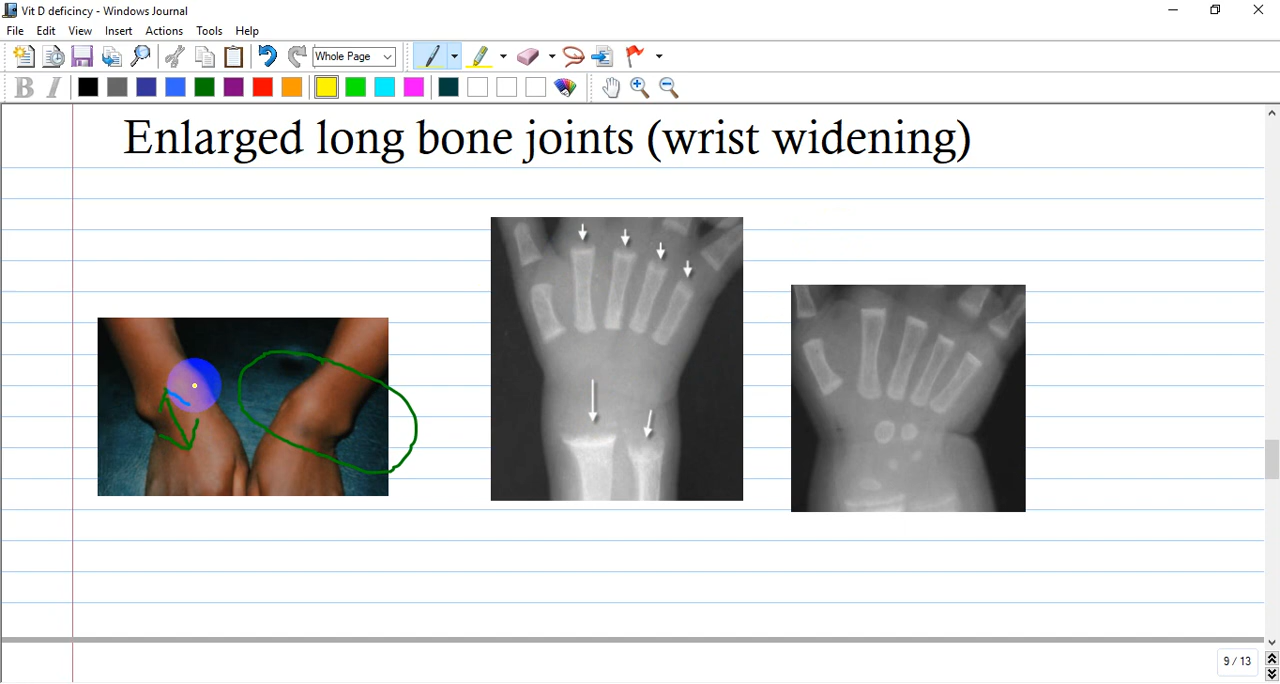 Vit D deficincy - Windows Journal
File Edit View Insert Actions Tools Help
Whole Page
B I
Enlarged long bone joints (wrist widening)
9 / 13